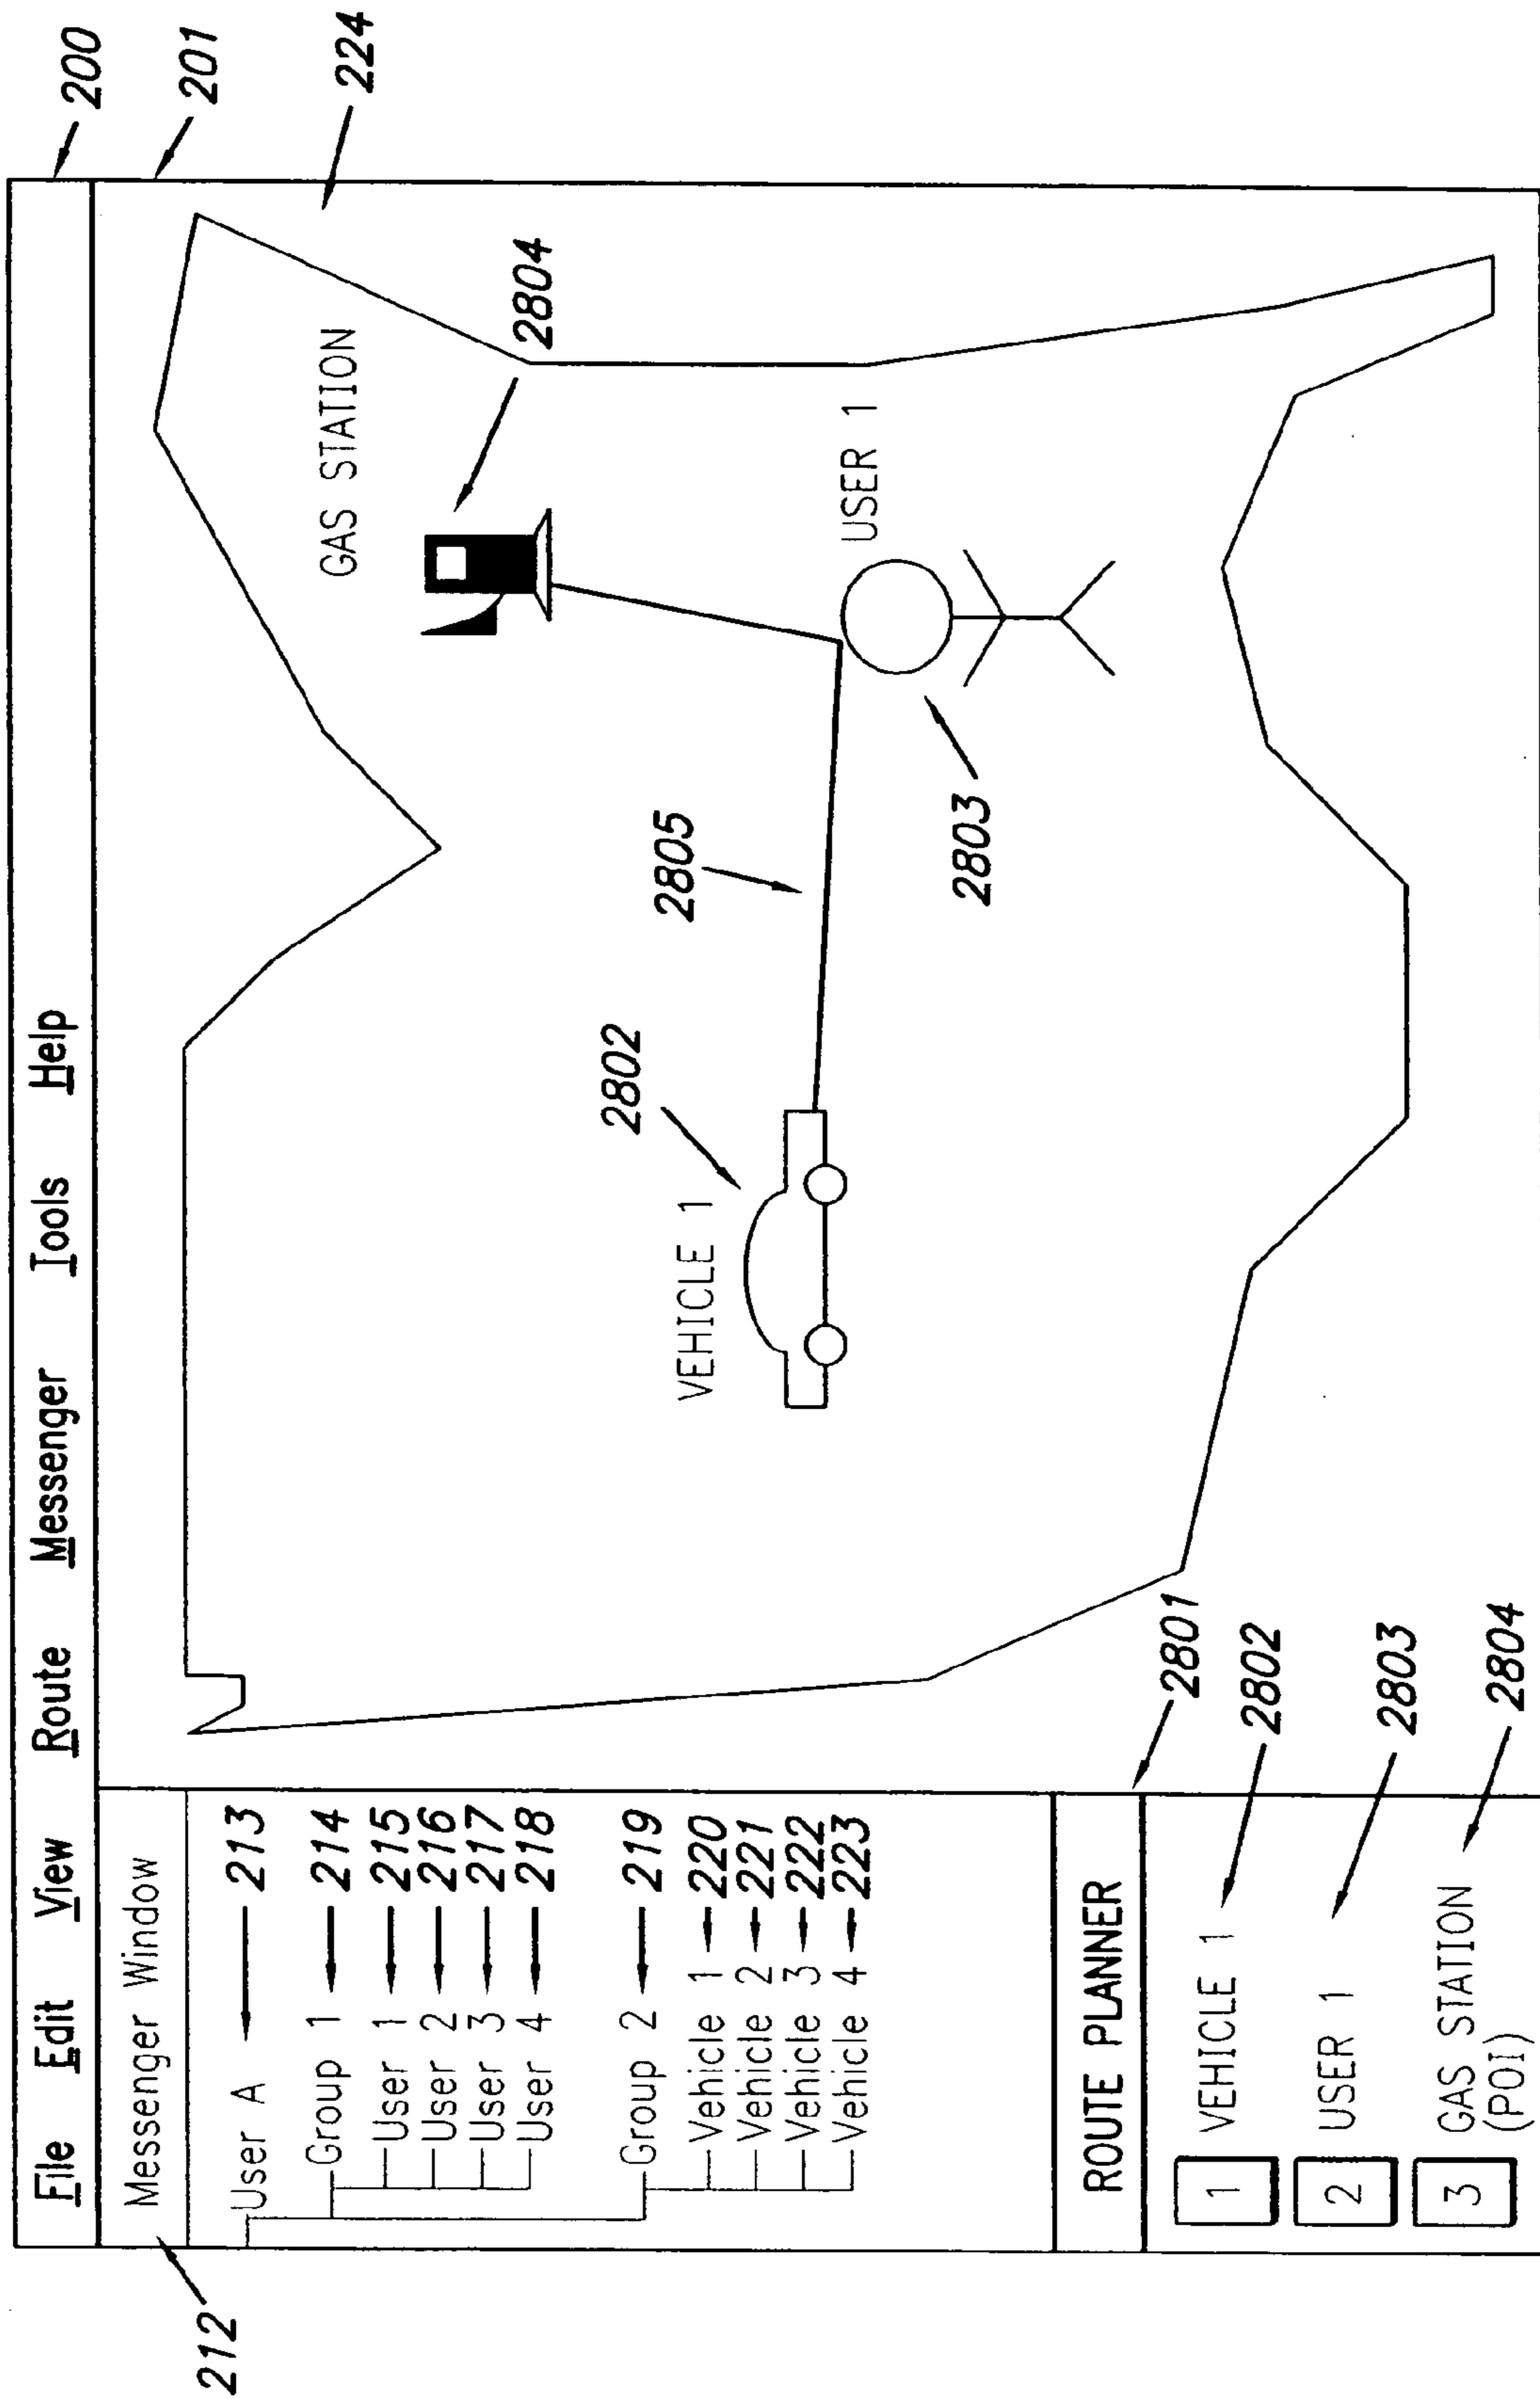 File Edit View Route Messenger Tools Help
200
201
224
212
Messenger Window
User A 213
Group 1 214
User 1 215
User 2 216
User 3 217
User 4 218
Group 2 219
Vehicle 1 220
Vehicle 2 221
Vehicle 3 222
Vehicle 4 223
GAS STATION
2804
2802
2805
VEHICLE 1
USER 1
2803
ROUTE PLANNER
2801
1 VEHICLE 1 2802
2 USER 1 2803
3 GAS STATION 2804
(POI)